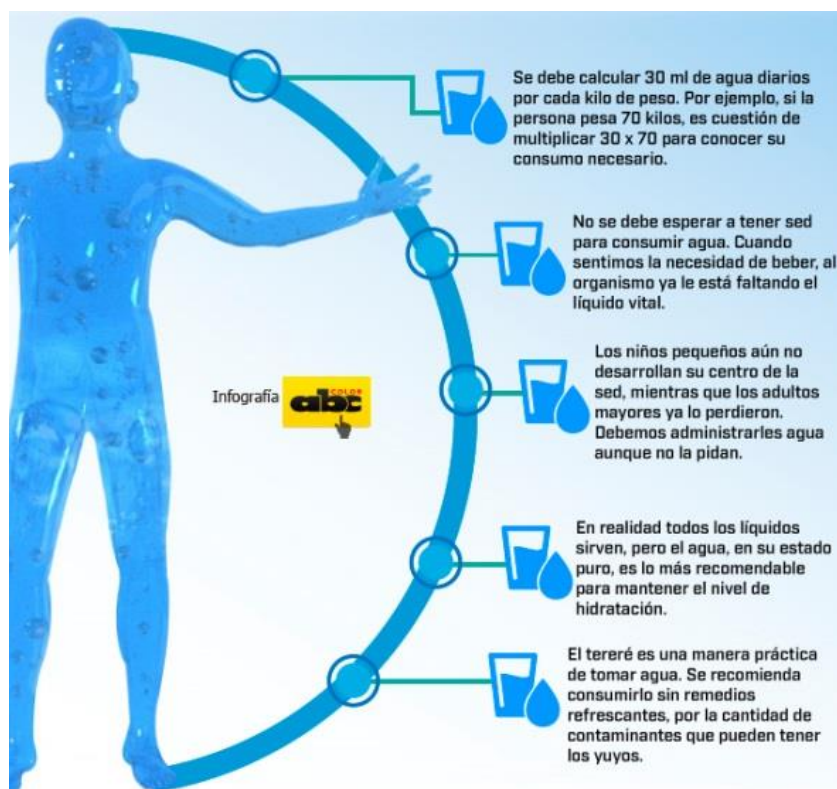 Se debe calcular 30 ml de agua diarios
por cada kilo de peso. Por ejemplo, si la
persona pesa 70 kilos, es cuestión de
multiplicar 30 x 70 para conocer su
consumo necesario.
No se debe esperar a tener sed
para consumir agua. Cuando
sentimos la necesidad de beber, al
organismo ya le está faltando el
líquido vital.
Los niños pequeños aún no
desarrollan su centro de la
sed, mientras que los adultos
mayores ya lo perdieron.
Debemos administrarles agua
aunque no la pidan.
Infografía
abc
COLOR
En realidad todos los líquidos
sirven, pero el agua, en su estado
puro, es lo más recomendable
para mantener el nivel de
hidratación.
El tereré es una manera práctica
de tomar agua. Se recomienda
consumirlo sin remedios
refrescantes, por la cantidad de
contaminantes que pueden tener
los yuyos.